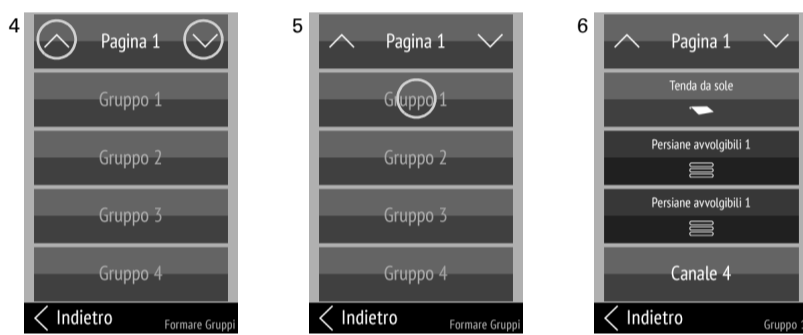 4
Pagina 1
Gruppo 1
Gruppo 2
Gruppo 3
Gruppo 4
Indietro
Formare Gruppi
5
Pagina 1
Gruppo 1
Gruppo 2
Gruppo 3
Gruppo 4
Indietro
Formare Gruppi
6
Pagina 1
Tenda da sole
Persiane avvolgibili 1
Persiane avvolgibili 1
Canale 4
Indietro
Gruppo